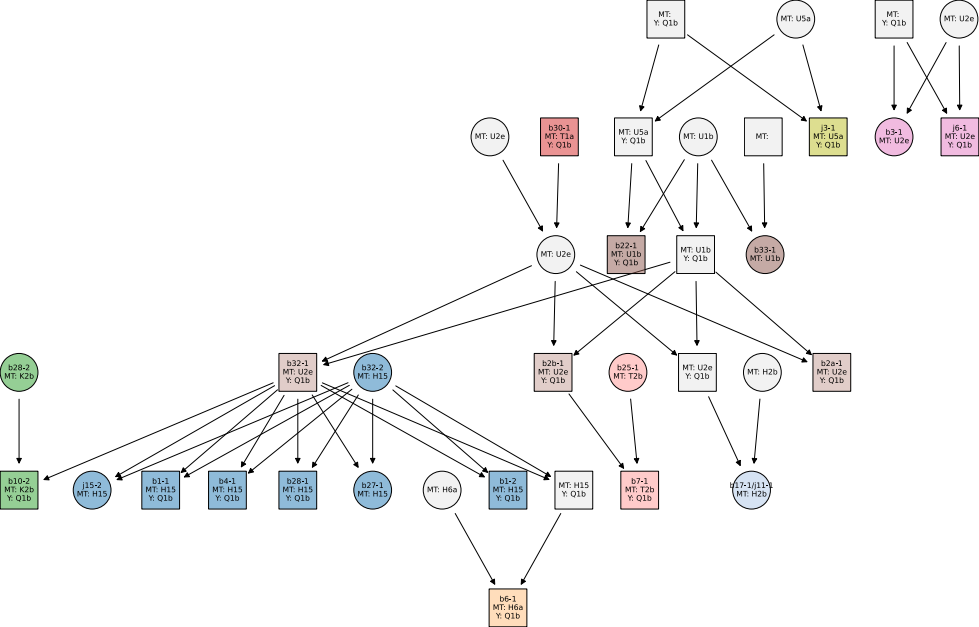 MT:
Y: Q1b
MT: U5a
MT:
Y: Q1b
MT: U2e
MT: U2e
b30-1
MT: T1a
Y: Q1b
MT: U5a
Y: Q1b
MT: U1b
MT:
j3-1
MT: U5a
Y: Q1b
b3-1
MT: U2e
j6-1
MT: U2e
Y: Q1b
MT: U2e
b22-1
MT: U1b
Y: Q1b
MT: U1b
Y: Q1b
b33-1
MT: U1b
b28-2
MT: K2b
b32-1
MT: U2e
Y: Q1b
b32-2
MT: H15
b2b-1
MT: U2e
Y: Q1b
b25-1
MT: T2b
MT: U2e
Y: Q1b
MT: H2b
b2a-1
MT: U2e
Y: Q1b
b10-2
MT: K2b
Y: Q1b
j15-2
MT: H15
b1-1
MT: H15
Y: Q1b
b4-1
MT: H15
Y: Q1b
b28-1
MT: H15
Y: Q1b
b27-1
MT: H15
MT: H6a
b1-2
MT: H15
Y: Q1b
MT: H15
Y: Q1b
b7-1
MT: T2b
Y: Q1b
b17-1/j11-1
MT: H2b
b6-1
MT: H6a
Y: Q1b